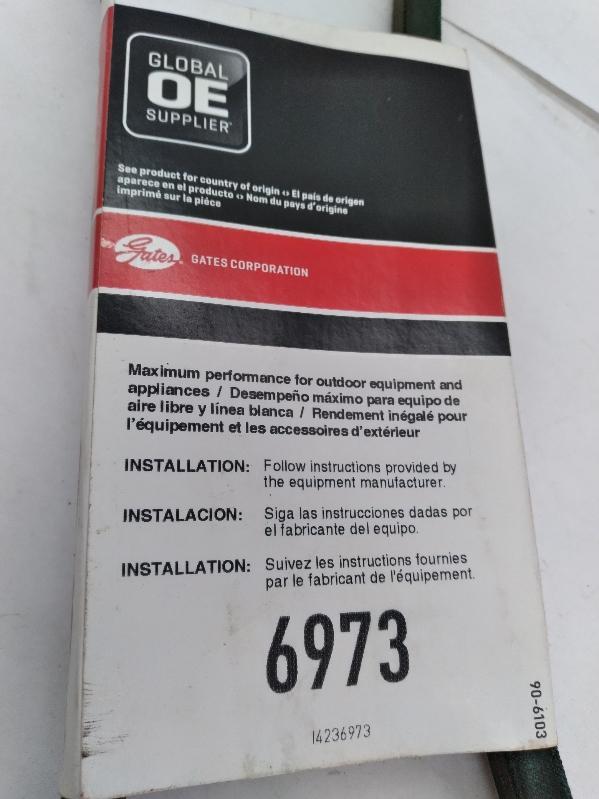 GLOBAL
OE
SUPPLIER
See product for country of origin ‹› El país de origen
aparece en el producto ‹› Nom du pays d'origine
imprimé sur la pièce
Gates. GATES CORPORATION
Maximum performance for outdoor equipment and
appliances / Desempeño máximo para equipo de
aire libre y línea blanca / Rendement inégalé pour
l'équipement et les accessoires d'extérieur
INSTALLATION: Follow instructions provided by
the equipment manufacturer.
INSTALACION: Siga las instrucciones dadas por
el fabricante del equipo.
INSTALLATION: Suivez les instructions fournies
par le fabricant de l'équipement.
6973
I4236973
90-6103